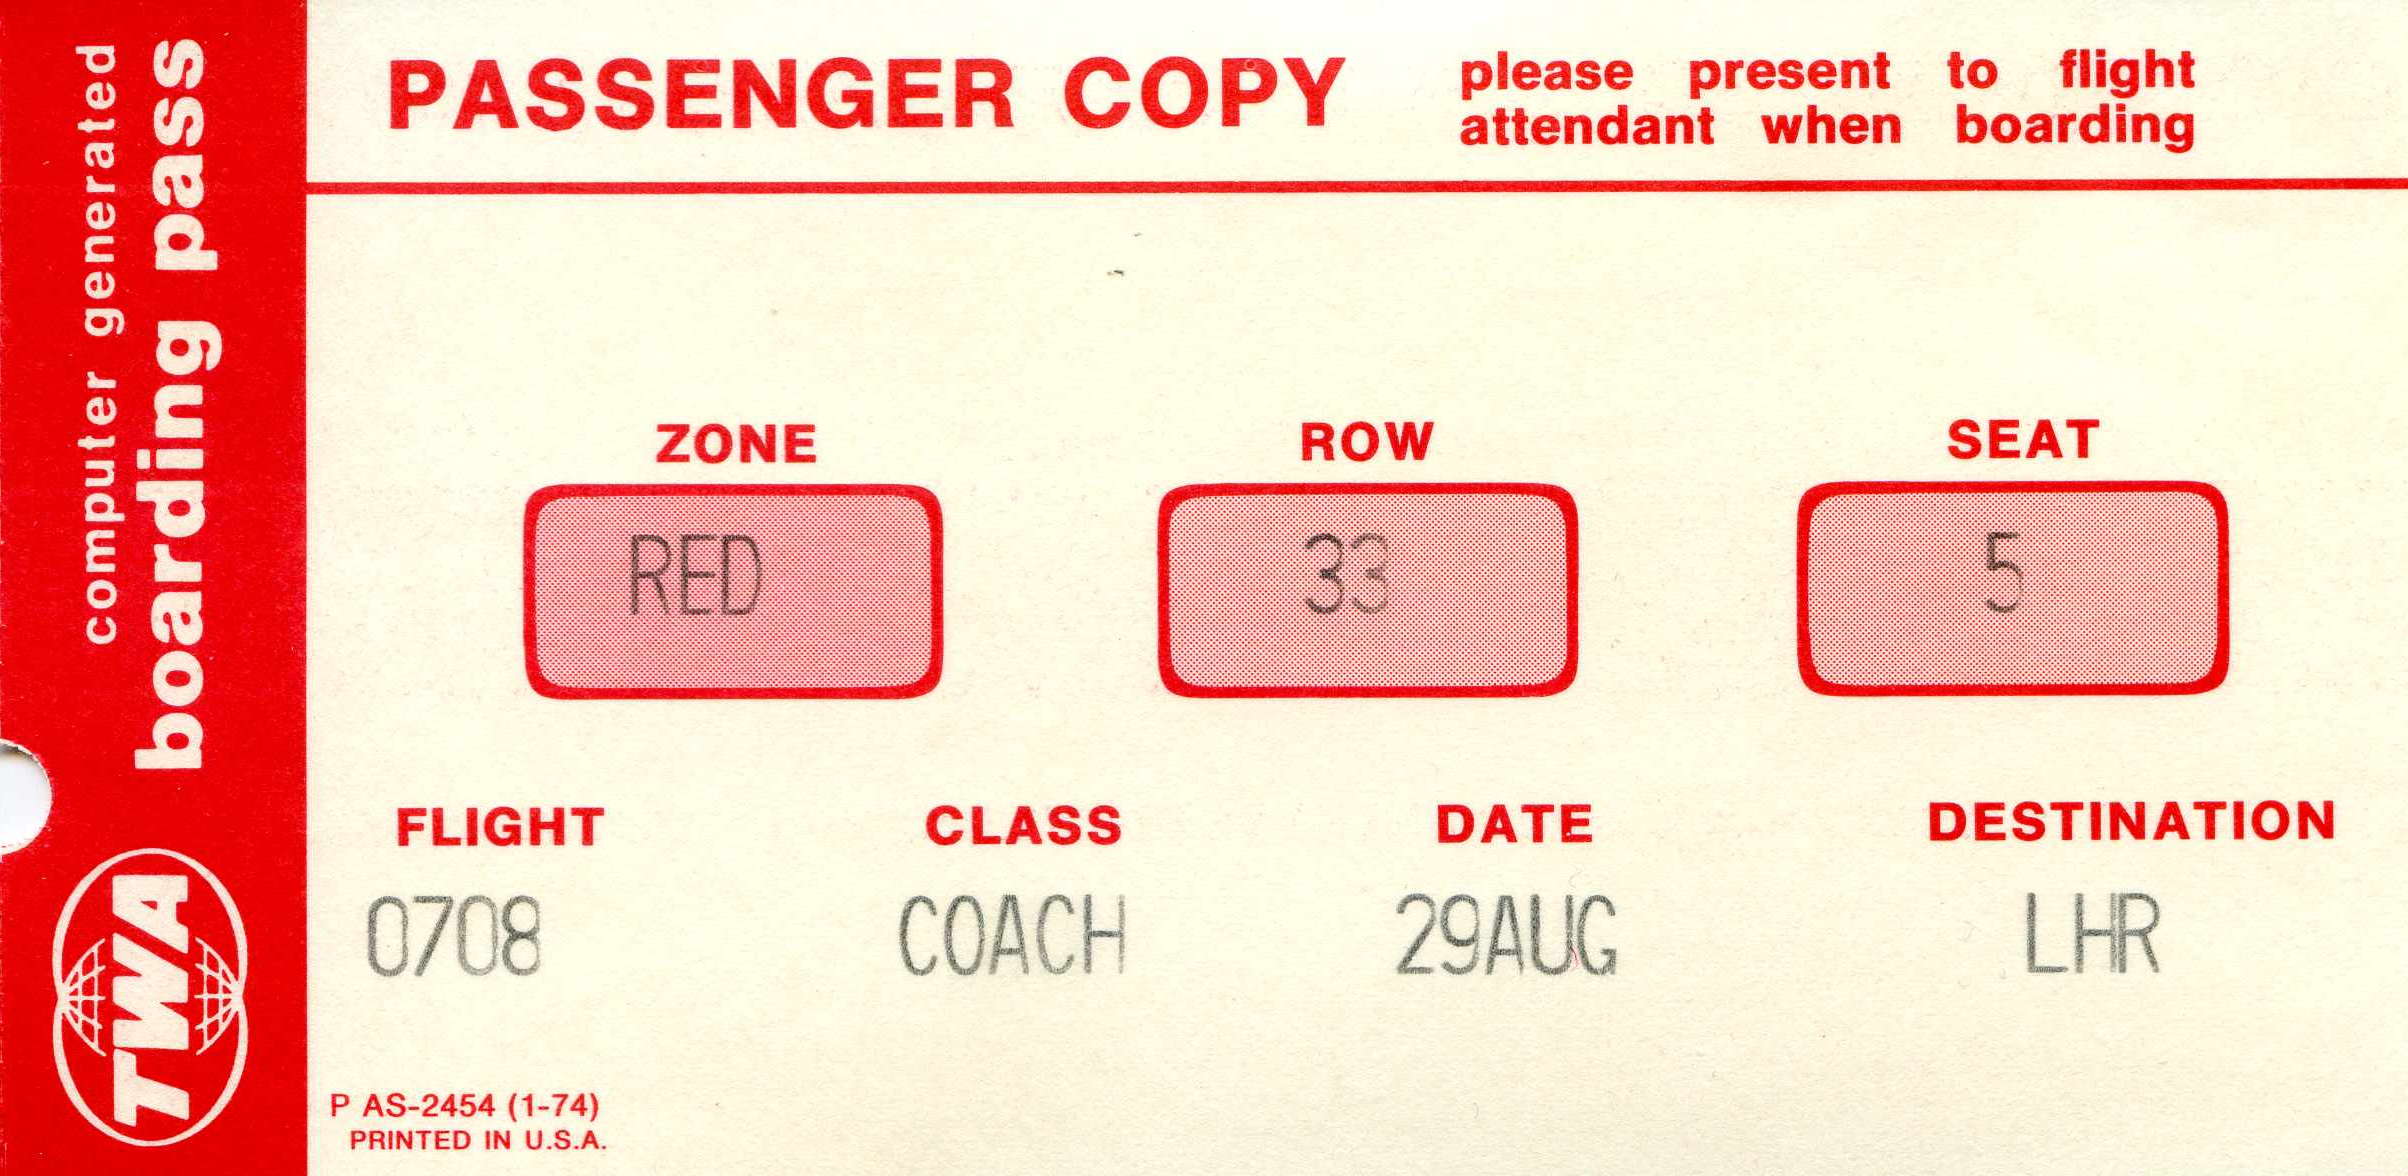 computer generated
boarding pass
TWA
PASSENGER COPY
please present to flight
attendant when boarding
ZONE ROW SEAT
RED 33 5
FLIGHT CLASS DATE DESTINATION
0708 COACH 29AUG LHR
P AS-2454 (1-74)
PRINTED IN U.S.A.